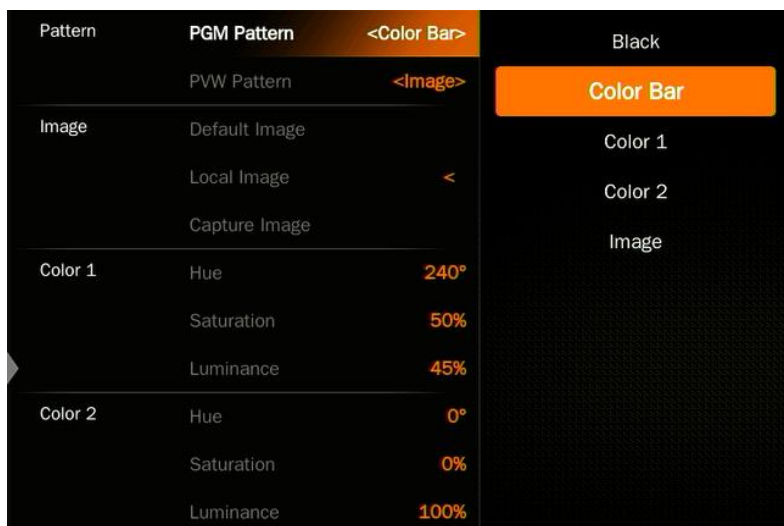 Pattern PGM Pattern <Color Bar>
PVW Pattern <Image>
Image Default Image
Local Image <
Capture Image
Color 1 Hue 240°
Saturation 50%
Luminance 45%
Color 2 Hue 0°
Saturation 0%
Luminance 100%
Black
Color Bar
Color 1
Color 2
Image